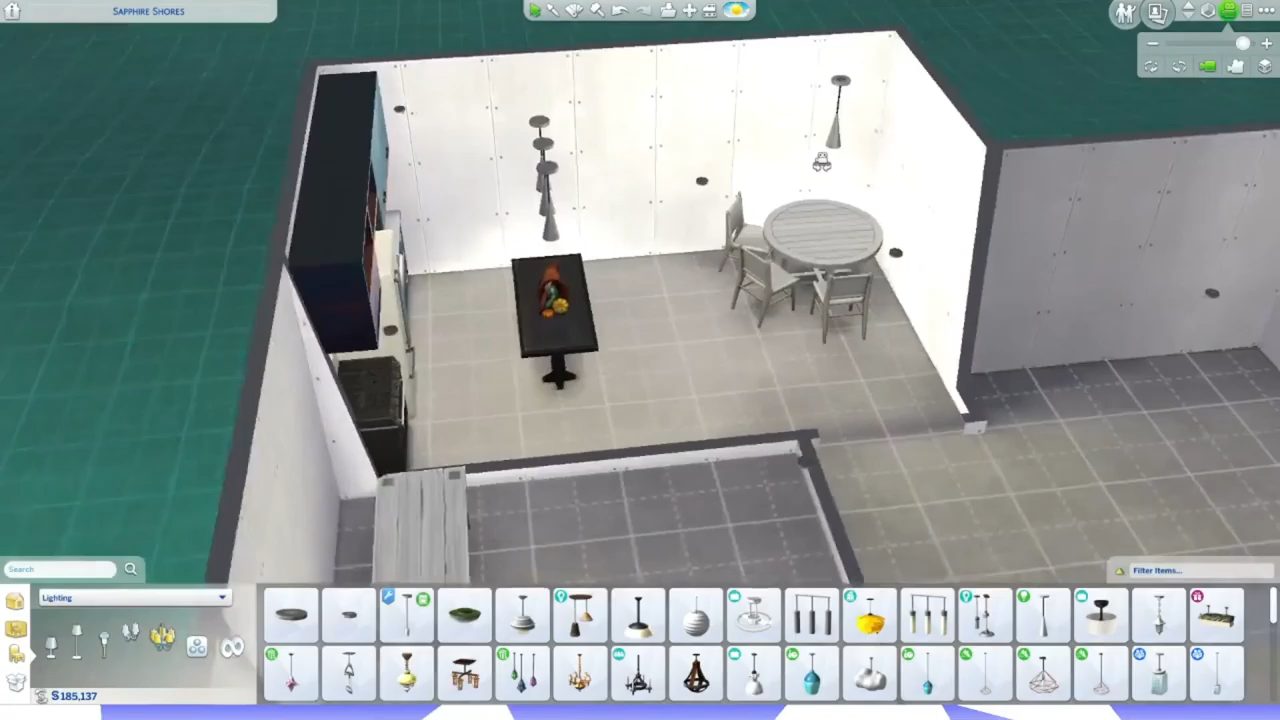 SAPPHIRE SHORES
Search
Filter Items...
Lighting
§185,137